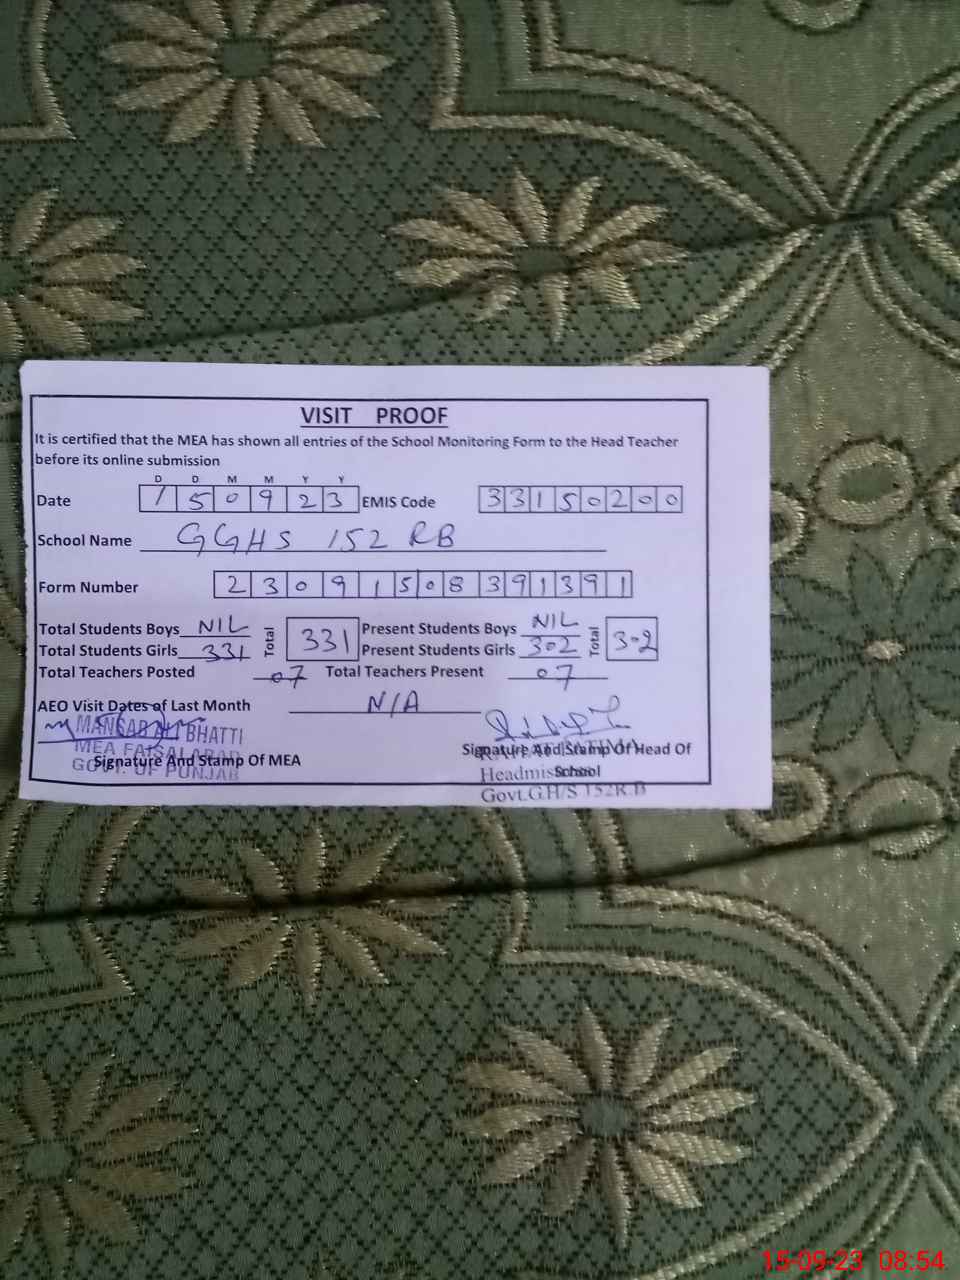 VISIT PROOF
It is certified that the MEA has shown all entries of the School Monitoring Form to the Head Teacher
before its online submission
D D M M Y Y
Date 1 5 0 9 2 3 EMIS Code 3 3 1 5 0 2 0 0
School Name GGHS 152 RB
Form Number 2 3 0 9 1 5 0 8 3 9 1 3 9 1
Total Students Boys NIL Total 331 Present Students Boys NIL Total 302
Total Students Girls 331 Present Students Girls 302
Total Teachers Posted 07 Total Teachers Present 07
AEO Visit Dates of Last Month N/A
MANSAB ALI BHATTI
MEA FAISALABAD
GOVT. OF PUNJAB
Signature And Stamp Of MEA
Signature And Stamp Of Head Of
School
Headmistress
Govt.G.H/S 152R.B
15-09-23 08:54